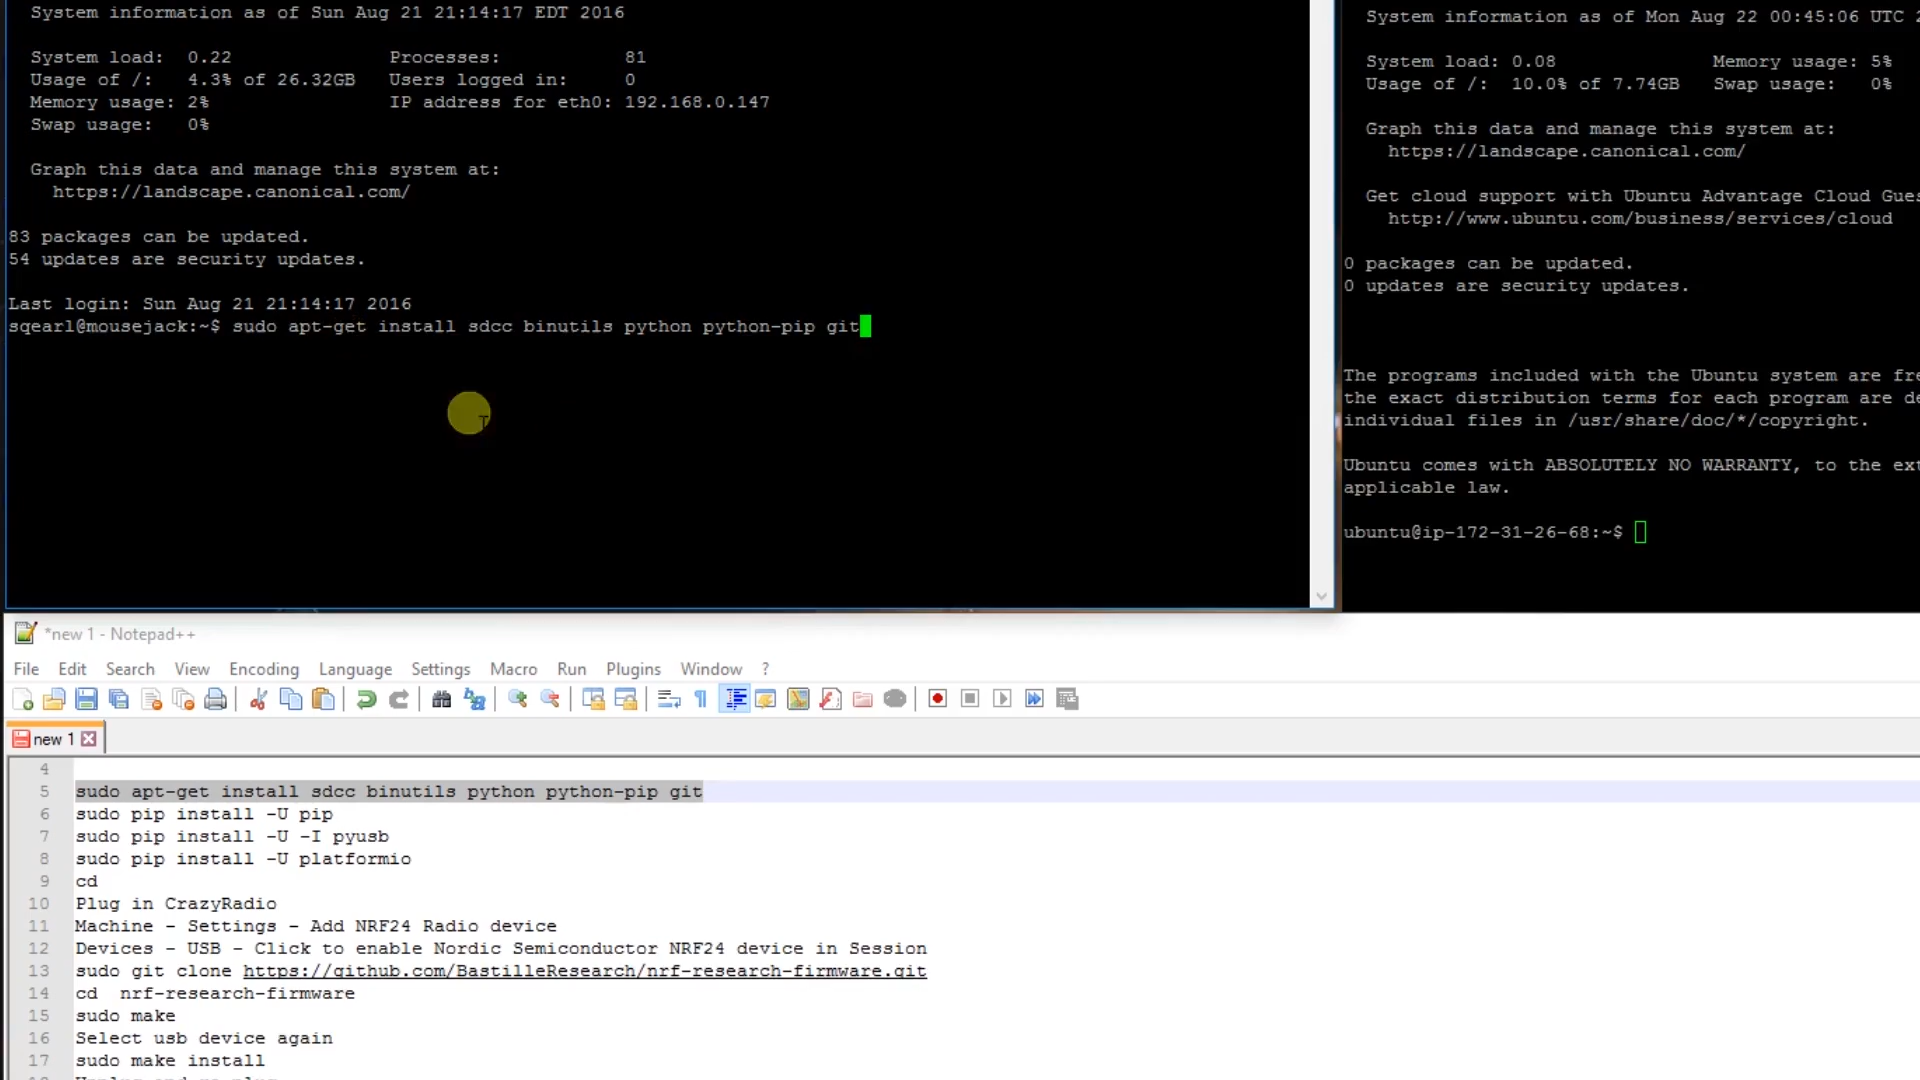 System information as of Sun Aug 21 21:14:17 EDT 2016
System load: 0.22 Processes: 81
Usage of /: 4.3% of 26.32GB Users logged in: 0
Memory usage: 2% IP address for eth0: 192.168.0.147
Swap usage: 0%
Graph this data and manage this system at:
https://landscape.canonical.com/
83 packages can be updated.
54 updates are security updates.
Last login: Sun Aug 21 21:14:17 2016
sqearl@mousejack:~$ sudo apt-get install sdcc binutils python python-pip git
System information as of Mon Aug 22 00:45:06 UTC 2
System load: 0.08 Memory usage: 5%
Usage of /: 10.0% of 7.74GB Swap usage: 0%
Graph this data and manage this system at:
https://landscape.canonical.com/
Get cloud support with Ubuntu Advantage Cloud Gues
http://www.ubuntu.com/business/services/cloud
0 packages can be updated.
0 updates are security updates.
The programs included with the Ubuntu system are fre
the exact distribution terms for each program are de
individual files in /usr/share/doc/*/copyright.
Ubuntu comes with ABSOLUTELY NO WARRANTY, to the ext
applicable law.
ubuntu@ip-172-31-26-68:~$
*new 1 - Notepad++
File Edit Search View Encoding Language Settings Macro Run Plugins Window ?
new 1
4
5 sudo apt-get install sdcc binutils python python-pip git
6 sudo pip install -U pip
7 sudo pip install -U -I pyusb
8 sudo pip install -U platformio
9 cd
10 Plug in CrazyRadio
11 Machine - Settings - Add NRF24 Radio device
12 Devices - USB - Click to enable Nordic Semiconductor NRF24 device in Session
13 sudo git clone https://github.com/BastilleResearch/nrf-research-firmware.git
14 cd nrf-research-firmware
15 sudo make
16 Select usb device again
17 sudo make install